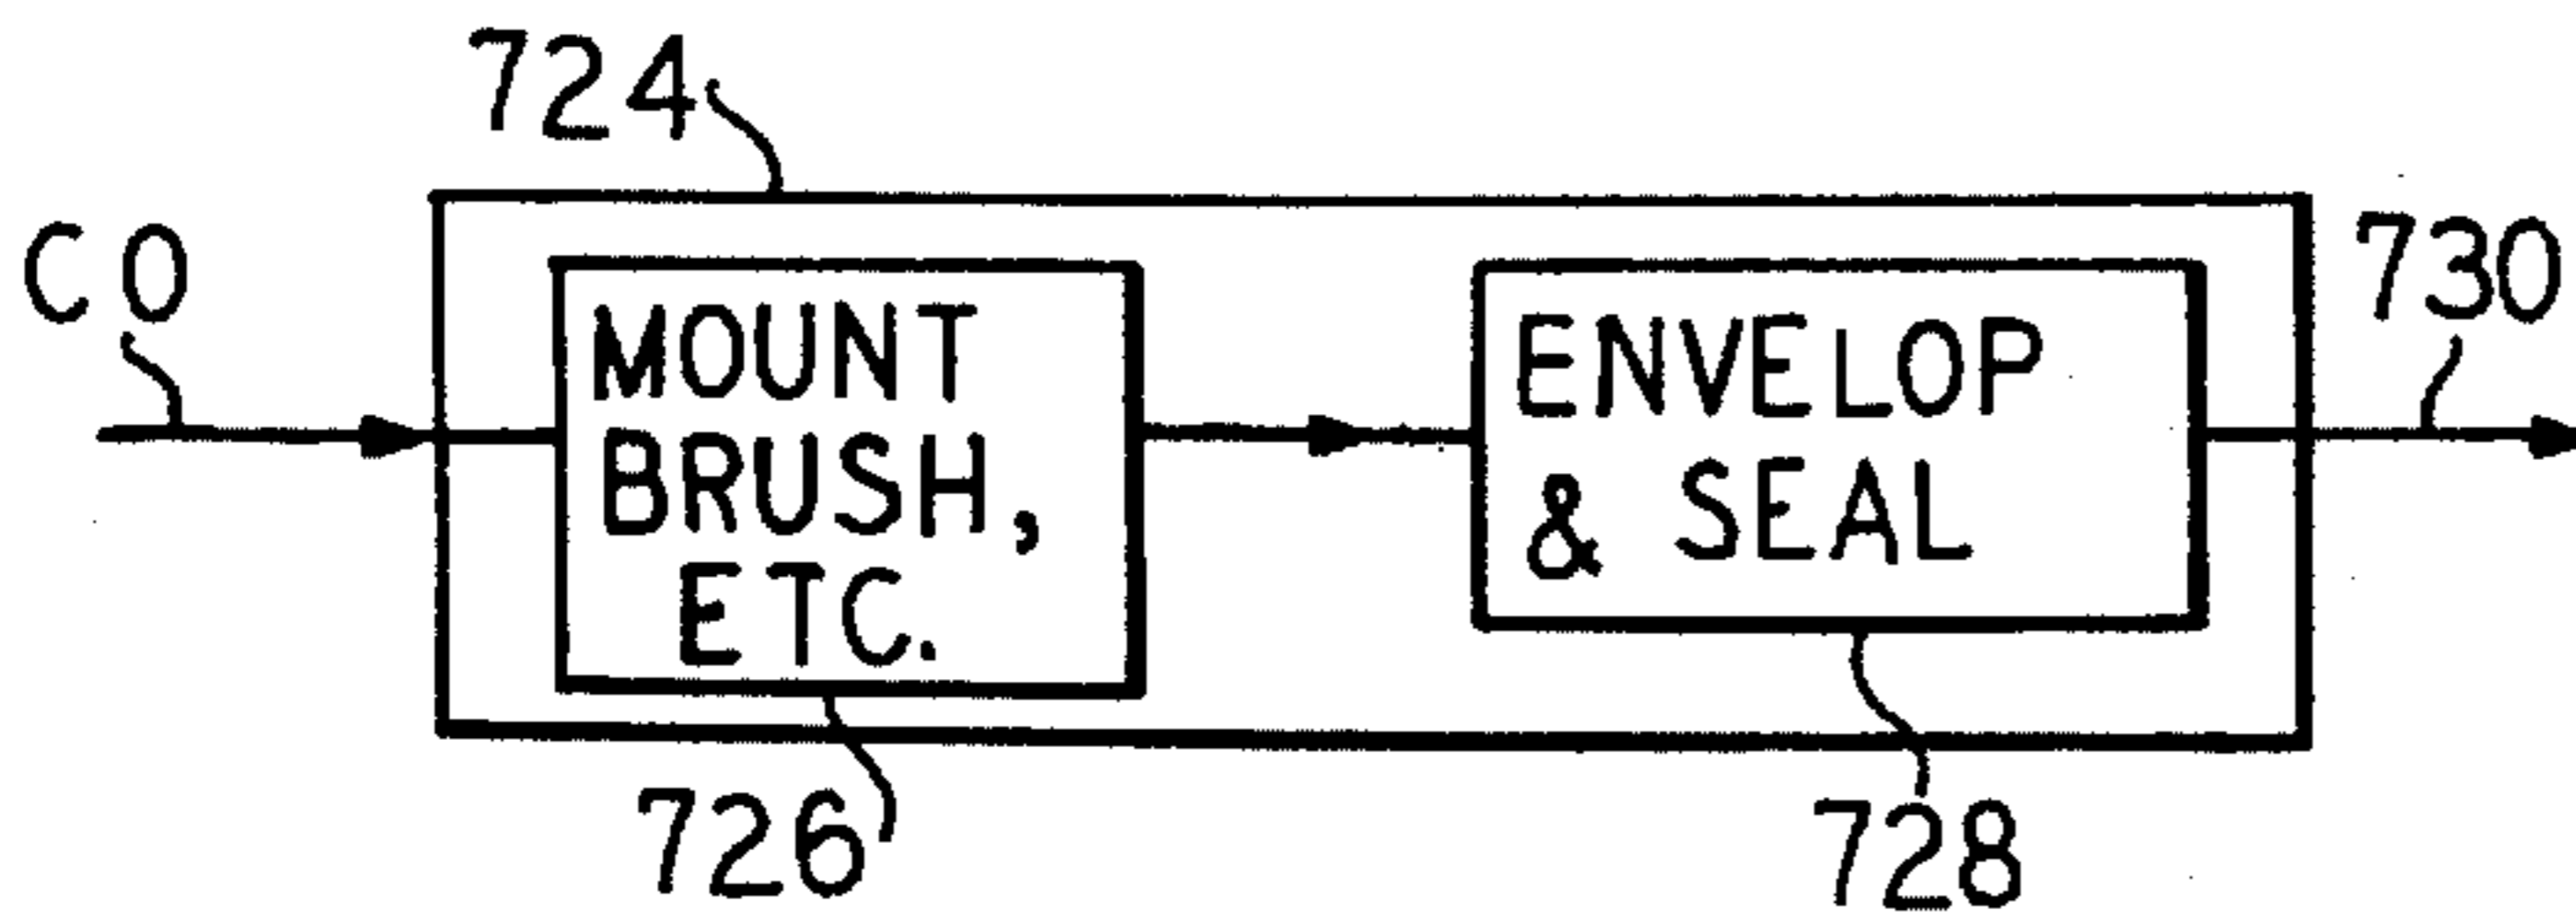 724
CO
730
MOUNT
BRUSH,
ETC.
ENVELOP
& SEAL
726
728